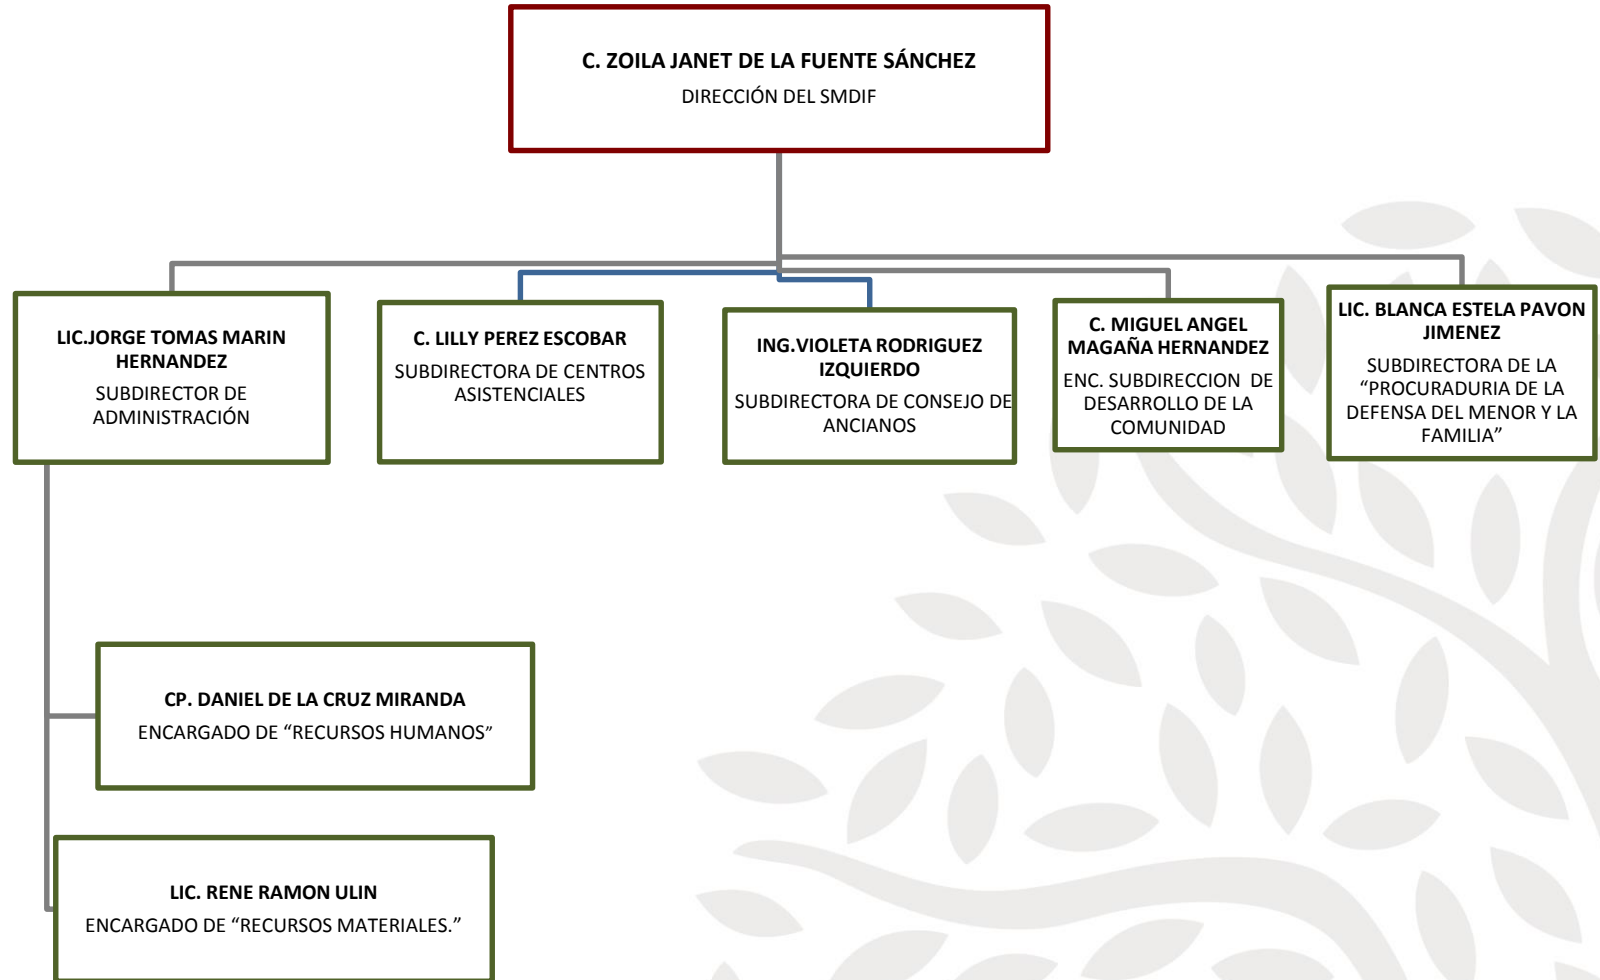 C. ZOILA JANET DE LA FUENTE SÁNCHEZ
DIRECCIÓN DEL SMDIF
LIC.JORGE TOMAS MARIN
HERNANDEZ
SUBDIRECTOR DE
ADMINISTRACIÓN
C. LILLY PEREZ ESCOBAR
SUBDIRECTORA DE CENTROS
ASISTENCIALES
ING.VIOLETA RODRIGUEZ
IZQUIERDO
SUBDIRECTORA DE CONSEJO DE
ANCIANOS
C. MIGUEL ANGEL
MAGAÑA HERNANDEZ
ENC. SUBDIRECCION  DE
DESARROLLO DE LA
COMUNIDAD
LIC. BLANCA ESTELA PAVON
JIMENEZ
SUBDIRECTORA DE LA
“PROCURADURIA DE LA
DEFENSA DEL MENOR Y LA
FAMILIA”
CP. DANIEL DE LA CRUZ MIRANDA
ENCARGADO DE “RECURSOS HUMANOS”
LIC. RENE RAMON ULIN
ENCARGADO DE “RECURSOS MATERIALES.”